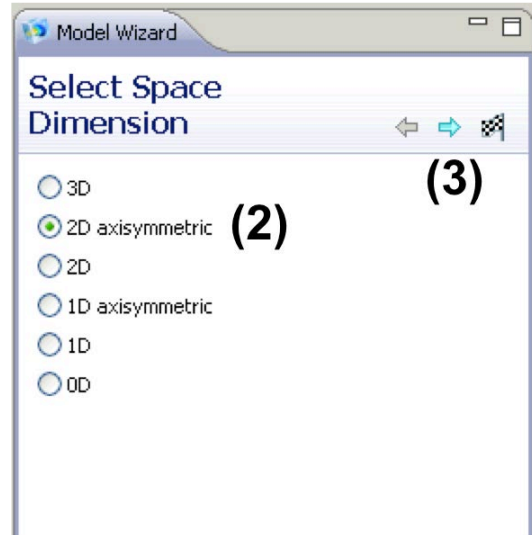 Model Wizard
Select Space
Dimension
(3)
3D
2D axisymmetric (2)
2D
1D axisymmetric
1D
0D